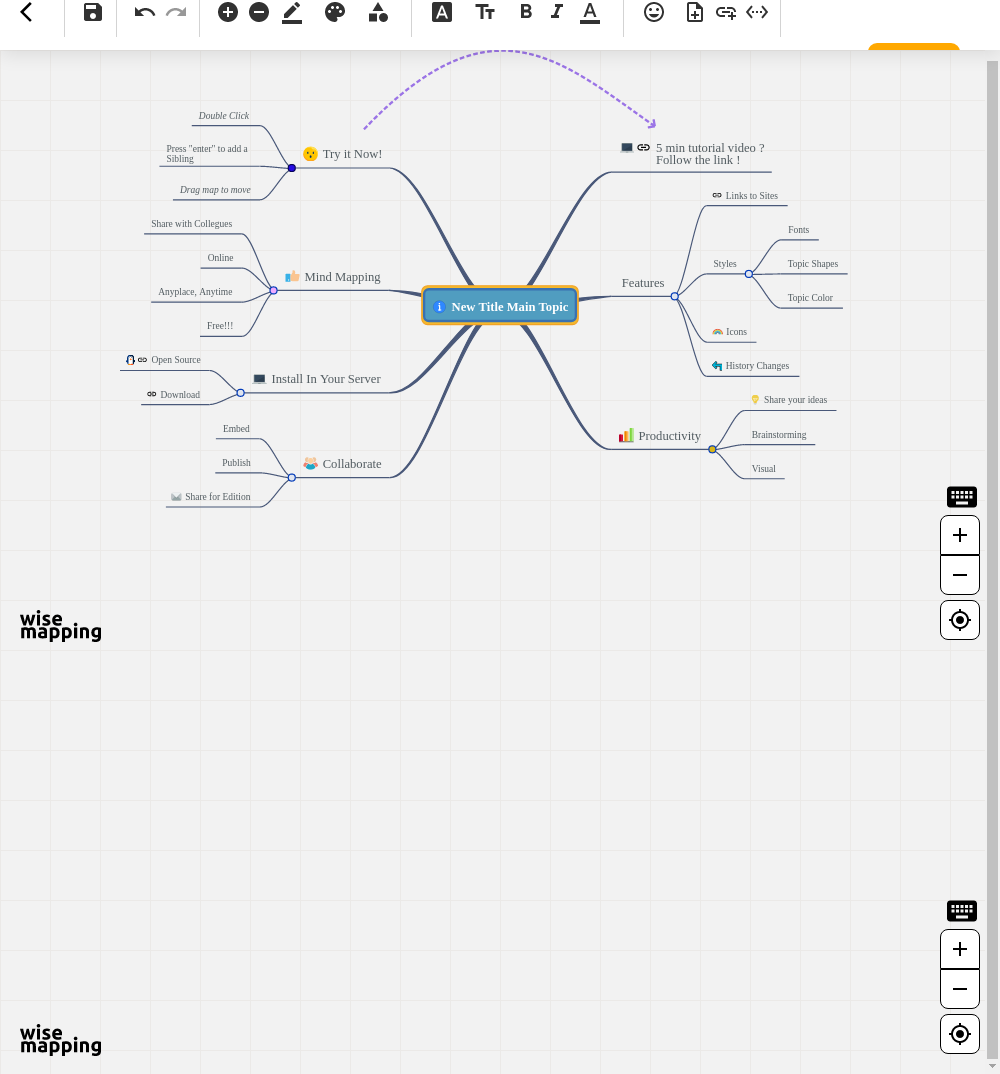 Double Click
Press "enter" to add a
Sibling
Drag map to move
Try it Now!
Share with Collegues
Online
Anyplace, Anytime
Free!!!
Mind Mapping
Open Source
Download
Install In Your Server
Embed
Publish
Share for Edition
Collaborate
New Title Main Topic
5 min tutorial video ?
Follow the link !
Features
Links to Sites
Styles
Fonts
Topic Shapes
Topic Color
Icons
History Changes
Productivity
Share your ideas
Brainstorming
Visual
wise
mapping
wise
mapping